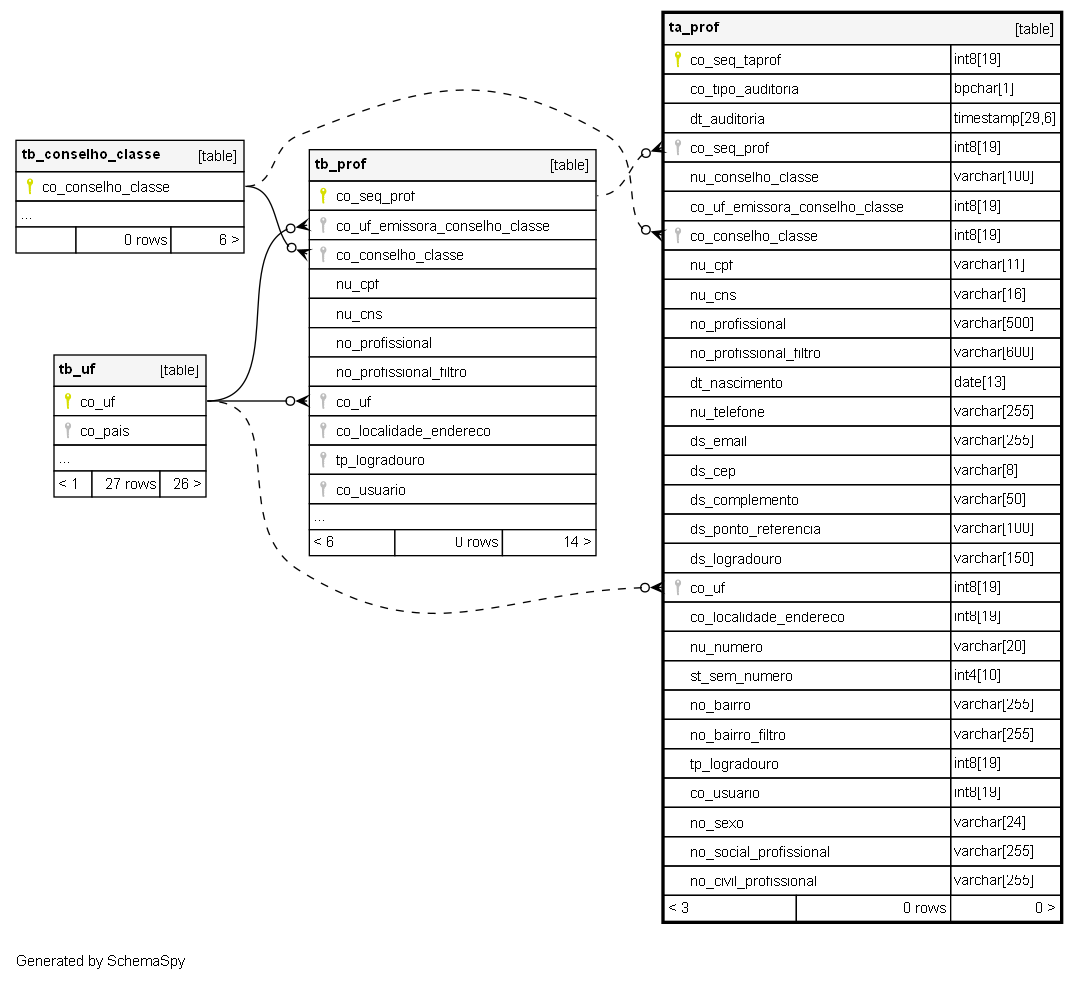 tb_conselho_classe [table]
co_conselho_classe
...
0 rows 6 >
tb_uf [table]
co_uf
co_pais
...
< 1 27 rows 26 >
tb_prof [table]
co_seq_prof
co_uf_emissora_conselho_classe
co_conselho_classe
nu_cpf
nu_cns
no_profissional
no_profissional_filtro
co_uf
co_localidade_endereco
tp_logradouro
co_usuario
...
< 6 0 rows 14 >
ta_prof [table]
co_seq_taprof int8[19]
co_tipo_auditoria bpchar[1]
dt_auditoria timestamp[29,6]
co_seq_prof int8[19]
nu_conselho_classe varchar[100]
co_uf_emissora_conselho_classe int8[19]
co_conselho_classe int8[19]
nu_cpf varchar[11]
nu_cns varchar[16]
no_profissional varchar[500]
no_profissional_filtro varchar[600]
dt_nascimento date[13]
nu_telefone varchar[255]
ds_email varchar[255]
ds_cep varchar[8]
ds_complemento varchar[50]
ds_ponto_referencia varchar[100]
ds_logradouro varchar[150]
co_uf int8[19]
co_localidade_endereco int8[19]
nu_numero varchar[20]
st_sem_numero int4[10]
no_bairro varchar[255]
no_bairro_filtro varchar[255]
tp_logradouro int8[19]
co_usuario int8[19]
no_sexo varchar[24]
no_social_profissional varchar[255]
no_civil_profissional varchar[255]
< 3 0 rows 0 >
Generated by SchemaSpy